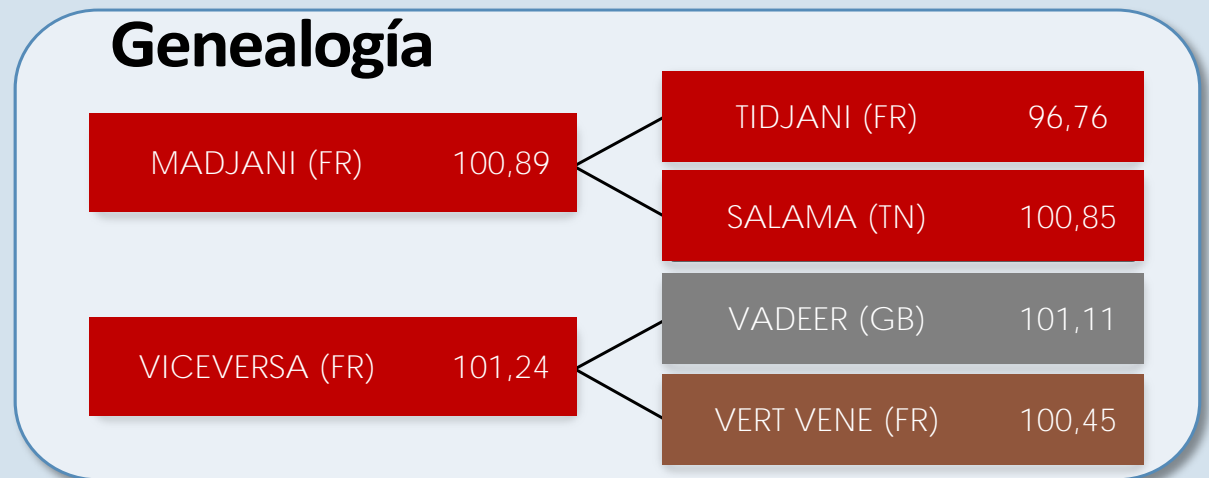 Genealogía
MADJANI (FR) 100,89
TIDJANI (FR) 96,76
SALAMA (TN) 100,85
VICEVERSA (FR) 101,24
VADEER (GB) 101,11
VERT VENE (FR) 100,45